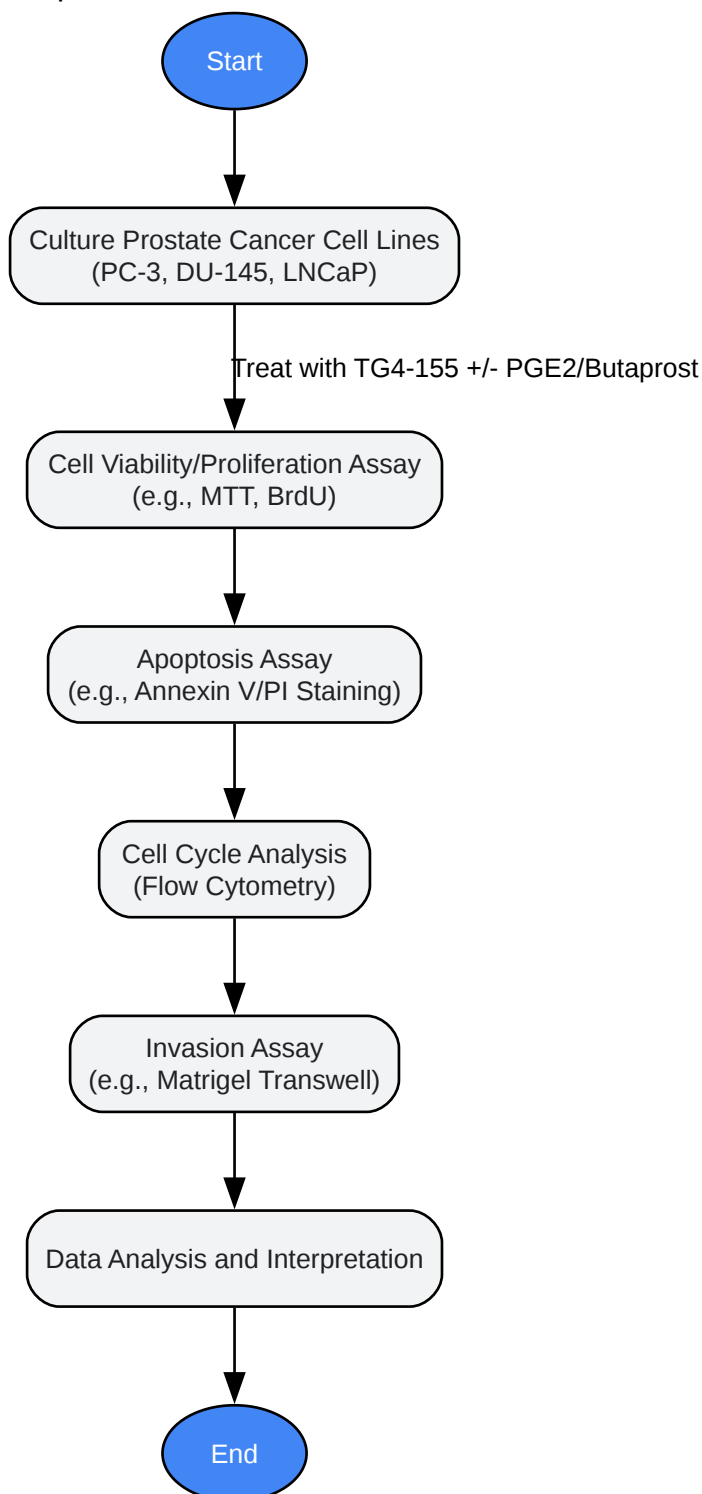 Start
Culture Prostate Cancer Cell Lines
(PC-3, DU-145, LNCaP)
Treat with TG4-155 +/- PGE2/Butaprost
Cell Viability/Proliferation Assay
(e.g., MTT, BrdU)
Apoptosis Assay
(e.g., Annexin V/PI Staining)
Cell Cycle Analysis
(Flow Cytometry)
Invasion Assay
(e.g., Matrigel Transwell)
Data Analysis and Interpretation
End